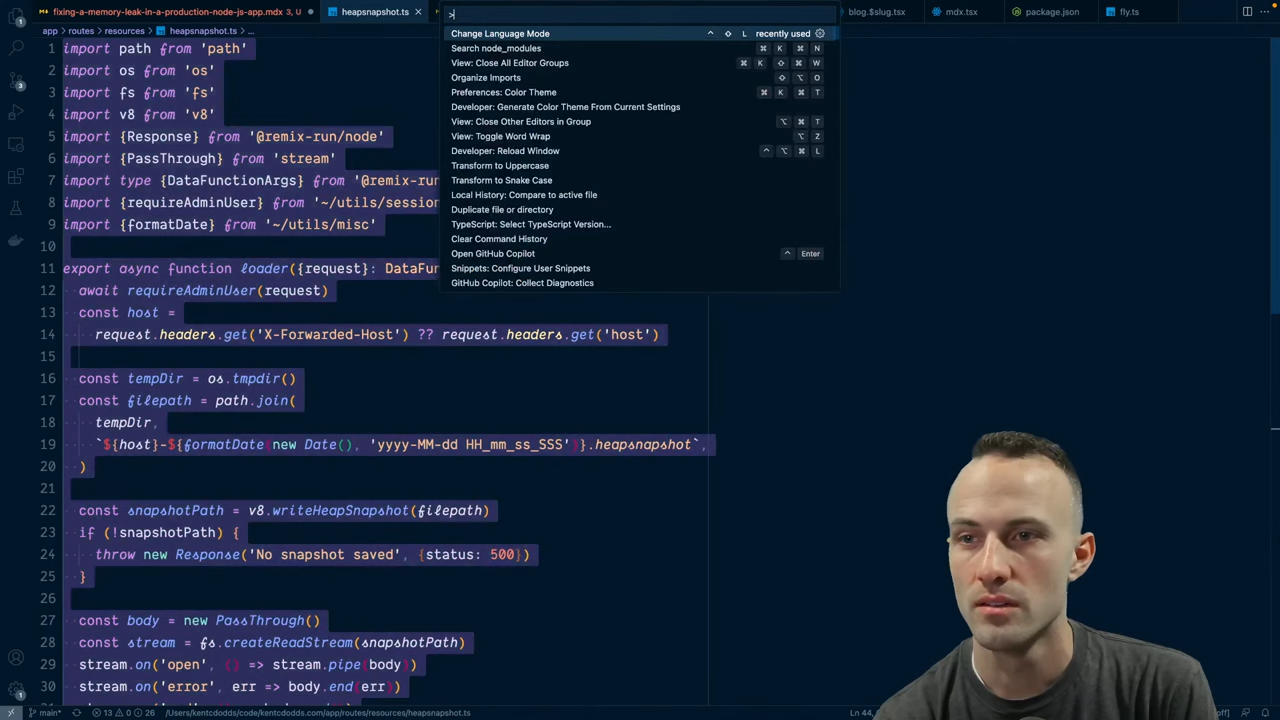 fixing-a-memory-leak-in-a-production-node-js-app.mdx 3, U
heapsnapshot.ts
blog.$slug.tsx
mdx.tsx
package.json
fly.ts
app > routes > resources > heapsnapshot.ts > ...
>
Change Language Mode ^ ⇧ L recently used
Search node_modules ⌘ K ⌘ N
View: Close All Editor Groups ⌘ K ⇧ ⌘ W
Organize Imports ⇧ ⌥ O
Preferences: Color Theme ⌘ K ⌘ T
Developer: Generate Color Theme From Current Settings
View: Close Other Editors in Group ⌥ ⌘ T
View: Toggle Word Wrap ⌥ Z
Developer: Reload Window ^ ⌥ ⌘ L
Transform to Uppercase
Transform to Snake Case
Local History: Compare to active file
Duplicate file or directory
TypeScript: Select TypeScript Version...
Clear Command History
Open GitHub Copilot ^ Enter
Snippets: Configure User Snippets
GitHub Copilot: Collect Diagnostics
1 import path from 'path'
2 import os from 'os'
3 import fs from 'fs'
4 import v8 from 'v8'
5 import {Response} from '@remix-run/node'
6 import {PassThrough} from 'stream'
7 import type {DataFunctionArgs} from '@remix-run
8 import {requireAdminUser} from '~/utils/session
9 import {formatDate} from '~/utils/misc'
10
11 export async function loader({request}: DataFun
12 await requireAdminUser(request)
13 const host =
14 request.headers.get('X-Forwarded-Host') ?? request.headers.get('host')
15
16 const tempDir = os.tmpdir()
17 const filepath = path.join(
18 tempDir,
19 `${host}-${formatDate(new Date(), 'yyyy-MM-dd HH_mm_ss_SSS')}.heapsnapshot`,
20 )
21
22 const snapshotPath = v8.writeHeapSnapshot(filepath)
23 if (!snapshotPath) {
24 throw new Response('No snapshot saved', {status: 500})
25 }
26
27 const body = new PassThrough()
28 const stream = fs.createReadStream(snapshotPath)
29 stream.on('open', () => stream.pipe(body))
30 stream.on('error', err => body.end(err))
main* 13 0 26 /Users/kentcdodds/code/kentcdodds.com/app/routes/resources/heapsnapshot.ts
Ln 44,
off]